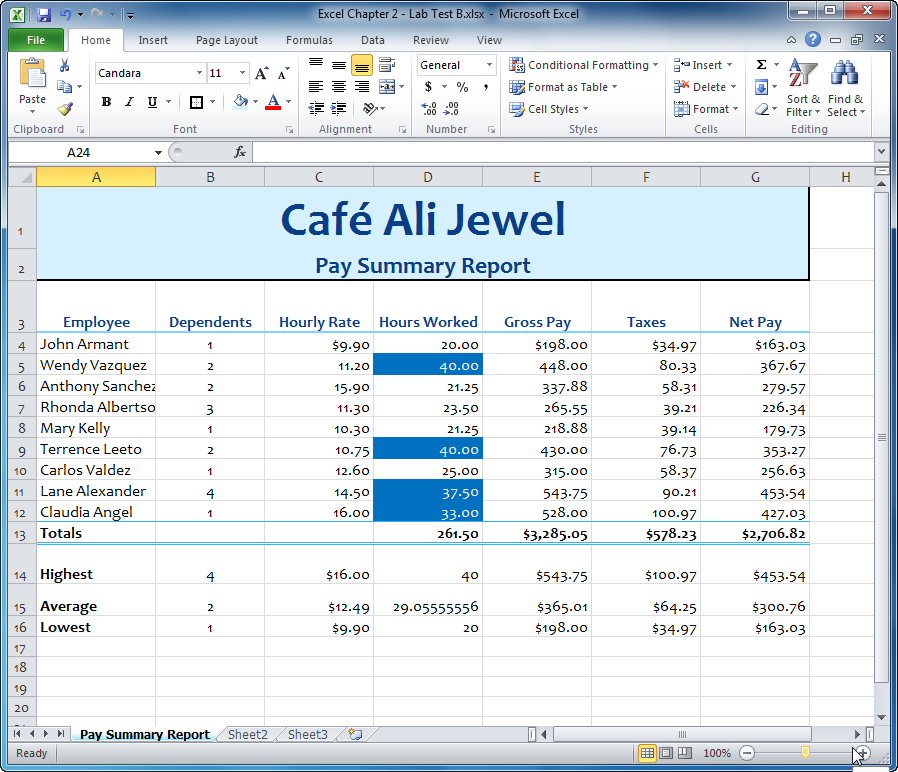 Excel Chapter 2 - Lab Test B.xlsx - Microsoft Excel
File Home Insert Page Layout Formulas Data Review View
Candara 11 General Conditional Formatting Insert Σ
Paste B I U A $ % , Format as Table Delete Sort & Filter Find & Select
Cell Styles Format
Clipboard Font Alignment Number Styles Cells Editing
A24 fx
A B C D E F G H
1 Café Ali Jewel
2 Pay Summary Report
3 Employee Dependents Hourly Rate Hours Worked Gross Pay Taxes Net Pay
4 John Armant 1 $9.90 20.00 $198.00 $34.97 $163.03
5 Wendy Vazquez 2 11.20 40.00 448.00 80.33 367.67
6 Anthony Sanchez 2 15.90 21.25 337.88 58.31 279.57
7 Rhonda Albertso 3 11.30 23.50 265.55 39.21 226.34
8 Mary Kelly 1 10.30 21.25 218.88 39.14 179.73
9 Terrence Leeto 2 10.75 40.00 430.00 76.73 353.27
10 Carlos Valdez 1 12.60 25.00 315.00 58.37 256.63
11 Lane Alexander 4 14.50 37.50 543.75 90.21 453.54
12 Claudia Angel 1 16.00 33.00 528.00 100.97 427.03
13 Totals 261.50 $3,285.05 $578.23 $2,706.82
14 Highest 4 $16.00 40 $543.75 $100.97 $453.54
15 Average 2 $12.49 29.05555556 $365.01 $64.25 $300.76
16 Lowest 1 $9.90 20 $198.00 $34.97 $163.03
17
18
19
20
Pay Summary Report Sheet2 Sheet3
Ready 100%